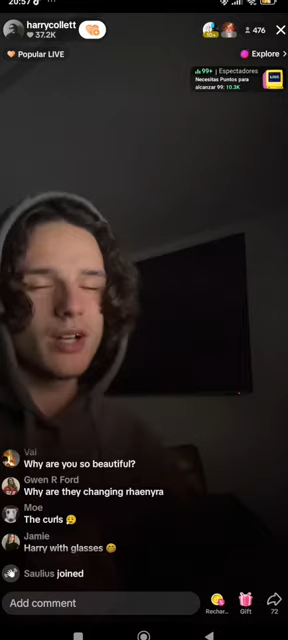 20:57
harrycollett
37.2K
476
Popular LIVE
Explore >
99+ | Espectadores
Necesitas Puntos para
alcanzar 99: 10.3K
LIVE
Vai
Why are you so beautiful?
Gwen R Ford
Why are they changing rhaenyra
Moe
The curls 😮‍💨
Jamie
Harry with glasses 😁
Saulius joined
Add comment
Rechar...
Gift
72